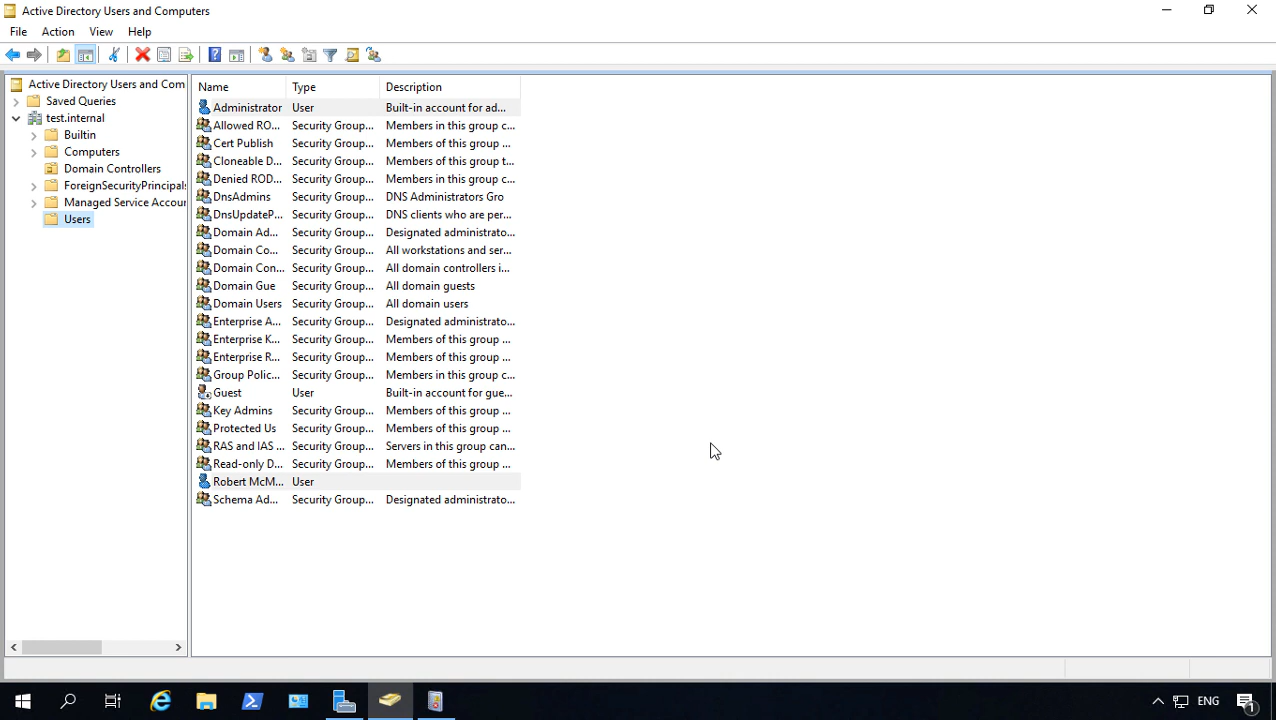 Active Directory Users and Computers
File Action View Help
Active Directory Users and Com
Saved Queries
test.internal
Builtin
Computers
Domain Controllers
ForeignSecurityPrincipals
Managed Service Accour
Users
Name Type Description
Administrator User Built-in account for ad...
Allowed RO... Security Group... Members in this group c...
Cert Publish Security Group... Members of this group ...
Cloneable D... Security Group... Members of this group t...
Denied ROD... Security Group... Members in this group c...
DnsAdmins Security Group... DNS Administrators Gro
DnsUpdateP... Security Group... DNS clients who are per...
Domain Ad... Security Group... Designated administrato...
Domain Co... Security Group... All workstations and ser...
Domain Con... Security Group... All domain controllers i...
Domain Gue Security Group... All domain guests
Domain Users Security Group... All domain users
Enterprise A... Security Group... Designated administrato...
Enterprise K... Security Group... Members of this group ...
Enterprise R... Security Group... Members of this group ...
Group Polic... Security Group... Members in this group c...
Guest User Built-in account for gue...
Key Admins Security Group... Members of this group ...
Protected Us Security Group... Members of this group ...
RAS and IAS ... Security Group... Servers in this group can...
Read-only D... Security Group... Members of this group ...
Robert McM... User
Schema Ad... Security Group... Designated administrato...
ENG
1